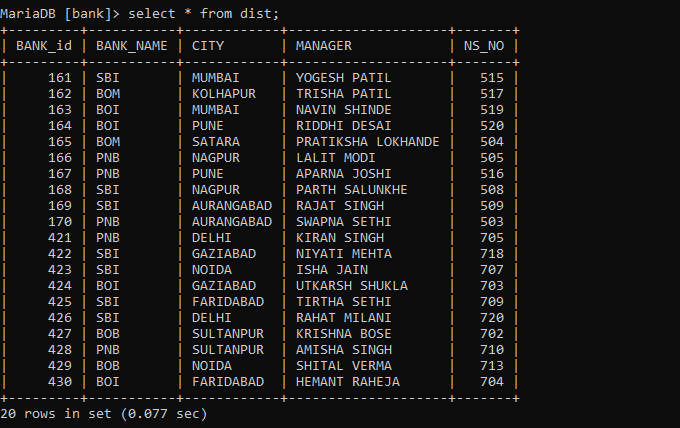 MariaDB [bank]> select * from dist;
+---------+-----------+------------+--------------------+-------+
| BANK_id | BANK_NAME | CITY       | MANAGER            | NS_NO |
+---------+-----------+------------+--------------------+-------+
|     161 | SBI       | MUMBAI     | YOGESH PATIL       |   515 |
|     162 | BOM       | KOLHAPUR   | TRISHA PATIL       |   517 |
|     163 | BOI       | MUMBAI     | NAVIN SHINDE       |   519 |
|     164 | BOI       | PUNE       | RIDDHI DESAI       |   520 |
|     165 | BOM       | SATARA     | PRATIKSHA LOKHANDE |   504 |
|     166 | PNB       | NAGPUR     | LALIT MODI         |   505 |
|     167 | PNB       | PUNE       | APARNA JOSHI       |   516 |
|     168 | SBI       | NAGPUR     | PARTH SALUNKHE     |   508 |
|     169 | SBI       | AURANGABAD | RAJAT SINGH        |   509 |
|     170 | PNB       | AURANGABAD | SWAPNA SETHI       |   503 |
|     421 | PNB       | DELHI      | KIRAN SINGH        |   705 |
|     422 | SBI       | GAZIABAD   | NIYATI MEHTA       |   718 |
|     423 | SBI       | NOIDA      | ISHA JAIN          |   707 |
|     424 | BOI       | GAZIABAD   | UTKARSH SHUKLA     |   703 |
|     425 | SBI       | FARIDABAD  | TIRTHA SETHI       |   709 |
|     426 | SBI       | DELHI      | RAHAT MILANI       |   720 |
|     427 | BOB       | SULTANPUR  | KRISHNA BOSE       |   702 |
|     428 | PNB       | SULTANPUR  | AMISHA SINGH       |   710 |
|     429 | BOB       | NOIDA      | SHITAL VERMA       |   713 |
|     430 | BOI       | FARIDABAD  | HEMANT RAHEJA      |   704 |
+---------+-----------+------------+--------------------+-------+
20 rows in set (0.077 sec)